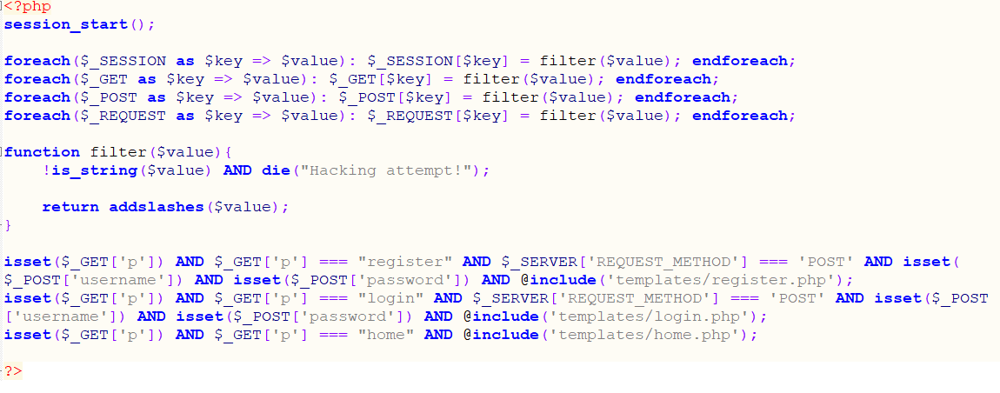 <?php
session_start();
foreach($_SESSION as $key => $value): $_SESSION[$key] = filter($value); endforeach;
foreach($_GET as $key => $value): $_GET[$key] = filter($value); endforeach;
foreach($_POST as $key => $value): $_POST[$key] = filter($value); endforeach;
foreach($_REQUEST as $key => $value): $_REQUEST[$key] = filter($value); endforeach;
function filter($value){
!is_string($value) AND die("Hacking attempt!");
return addslashes($value);
}
isset($_GET['p']) AND $_GET['p'] === "register" AND $_SERVER['REQUEST_METHOD'] === 'POST' AND isset(
$_POST['username']) AND isset($_POST['password']) AND @include('templates/register.php');
isset($_GET['p']) AND $_GET['p'] === "login" AND $_SERVER['REQUEST_METHOD'] === 'POST' AND isset($_POST
['username']) AND isset($_POST['password']) AND @include('templates/login.php');
isset($_GET['p']) AND $_GET['p'] === "home" AND @include('templates/home.php');
?>